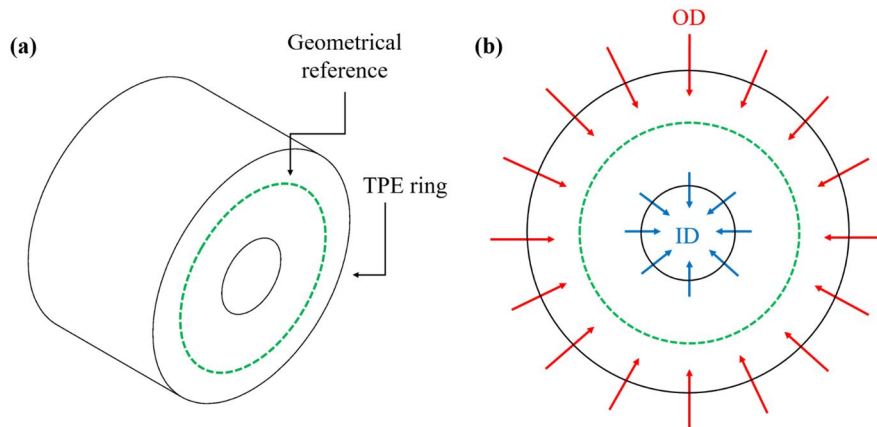 (a)
Geometrical
reference
TPE ring
(b)
OD
ID